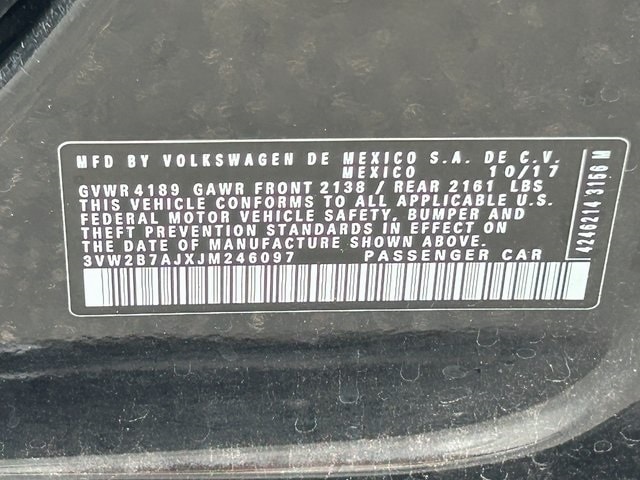 MFD BY VOLKSWAGEN DE MEXICO S.A. DE C.V.
MEXICO 10/17
GVWR 4189 GAWR FRONT 2138 / REAR 2161 LBS
THIS VEHICLE CONFORMS TO ALL APPLICABLE U.S.
FEDERAL MOTOR VEHICLE SAFETY, BUMPER AND
THEFT PREVENTION STANDARDS IN EFFECT ON
THE DATE OF MANUFACTURE SHOWN ABOVE.
3VW2B7AJXJM246097 PASSENGER CAR
4246214 3156 M